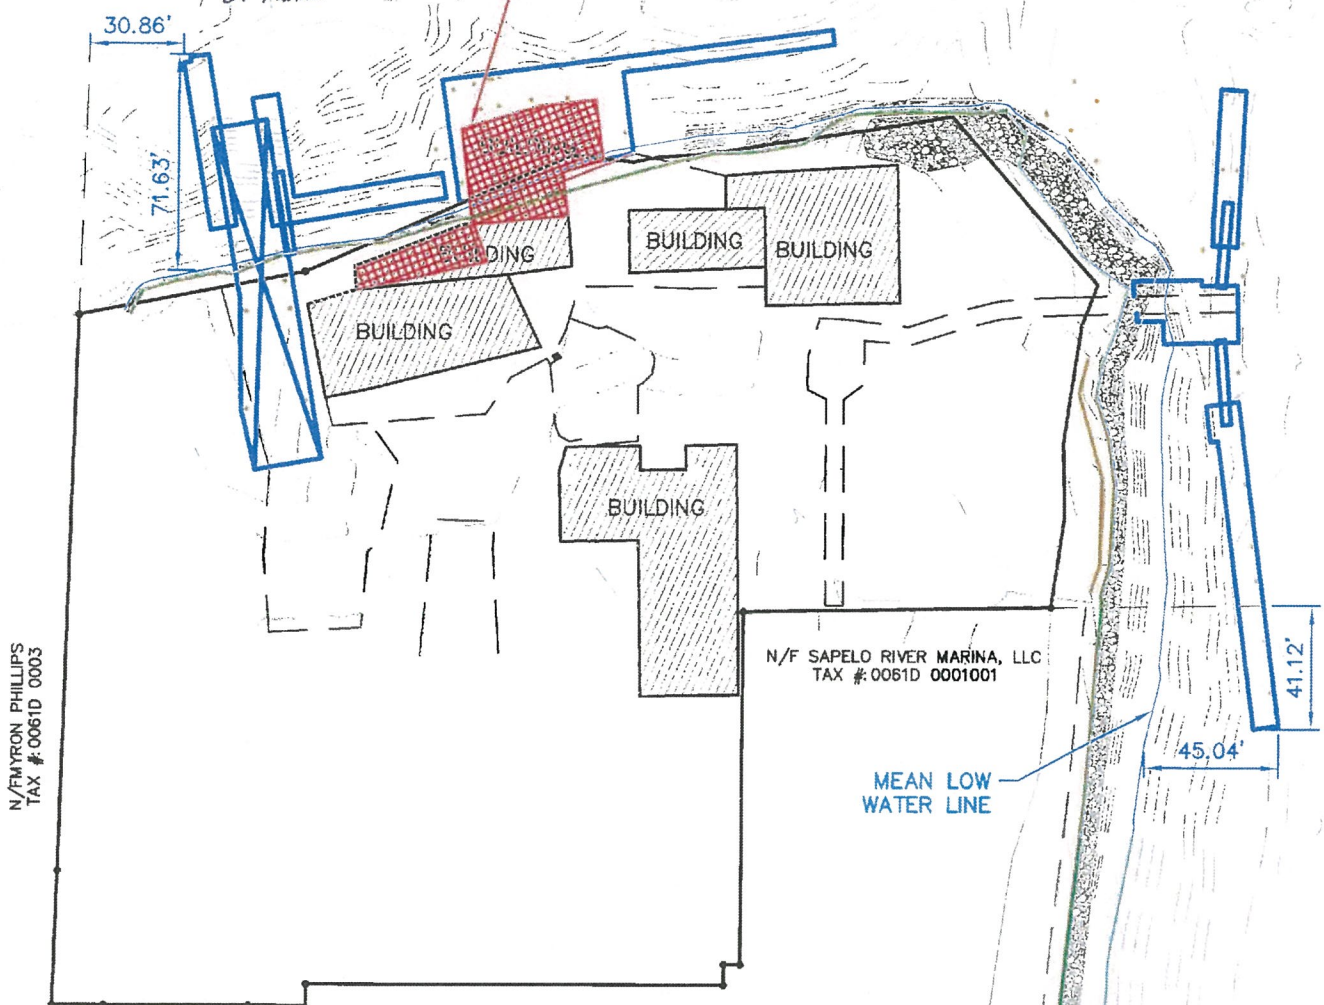 30.86'
71.63'
BUILDING
BUILDING
BUILDING
BUILDING
BUILDING
N/F SAPELO RIVER MARINA, LLC
TAX #: 0061D 0001001
N/FMYRON PHILLIPS
TAX #: 0061D 0003
41.12'
45.04'
MEAN LOW
WATER LINE